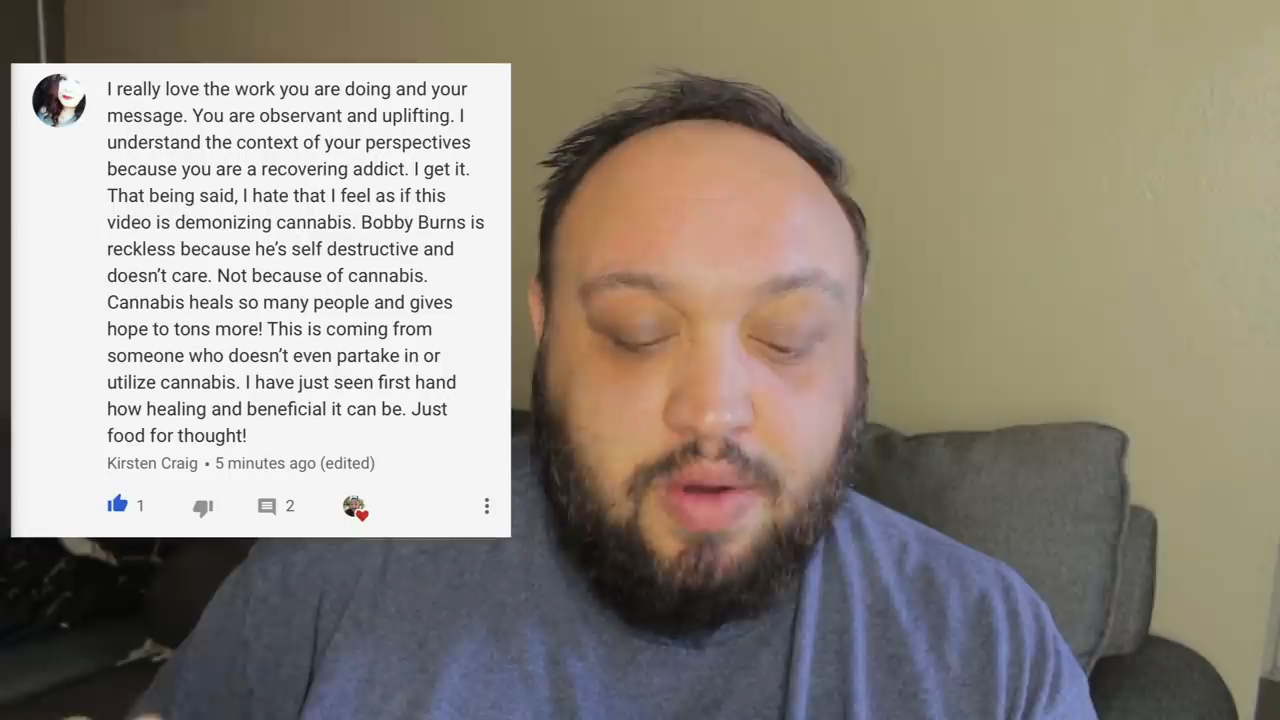 I really love the work you are doing and your
message. You are observant and uplifting. I
understand the context of your perspectives
because you are a recovering addict. I get it.
That being said, I hate that I feel as if this
video is demonizing cannabis. Bobby Burns is
reckless because he’s self destructive and
doesn’t care. Not because of cannabis.
Cannabis heals so many people and gives
hope to tons more! This is coming from
someone who doesn’t even partake in or
utilize cannabis. I have just seen first hand
how healing and beneficial it can be. Just
food for thought!
Kirsten Craig • 5 minutes ago (edited)
1 2